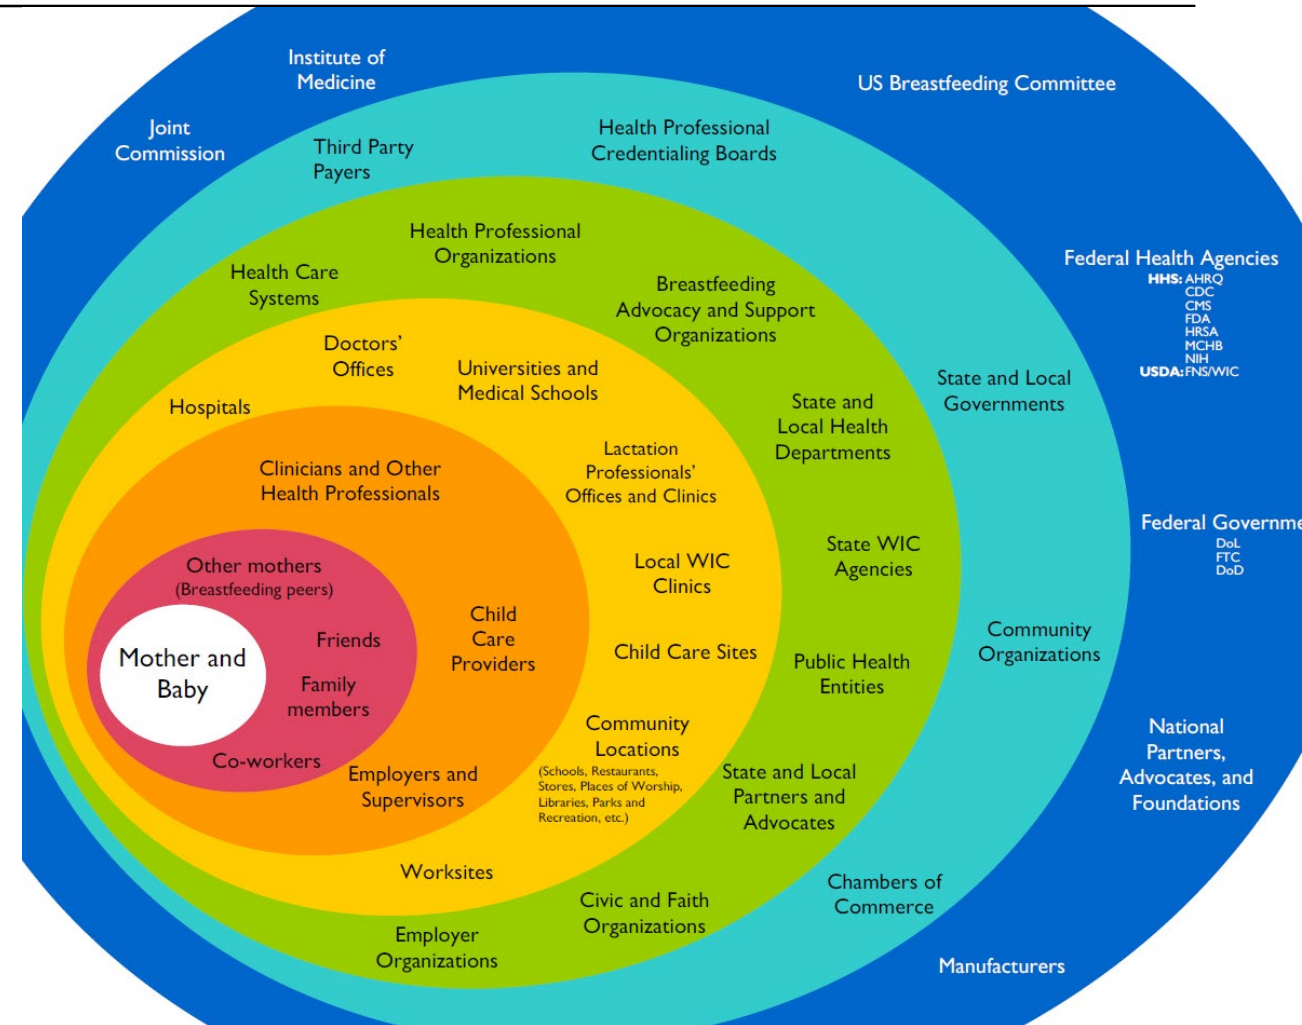 Institute of
Medicine
US Breastfeeding Committee
Joint
Commission
Third Party
Payers
Health Professional
Credentialing Boards
Health Professional
Organizations
Health Care
Systems
Breastfeeding
Advocacy and Support
Organizations
Federal Health Agencies
HHS: AHRQ
CDC
CMS
FDA
HRSA
MCHB
NIH
USDA: FNS/WIC
Doctors'
Offices
Universities and
Medical Schools
Hospitals
State and Local
Governments
State and
Local Health
Departments
Clinicians and Other
Health Professionals
Lactation
Professionals'
Offices and Clinics
Federal Governme
DoL
FTC
DoD
State WIC
Agencies
Local WIC
Clinics
Other mothers
(Breastfeeding peers)
Child
Care
Providers
Friends
Mother and
Baby
Family
members
Co-workers
Child Care Sites
Public Health
Entities
Community
Organizations
Community
Locations
(Schools, Restaurants,
Stores, Places of Worship,
Libraries, Parks and
Recreation, etc.)
Employers and
Supervisors
State and Local
Partners and
Advocates
National
Partners,
Advocates, and
Foundations
Worksites
Civic and Faith
Organizations
Chambers of
Commerce
Employer
Organizations
Manufacturers